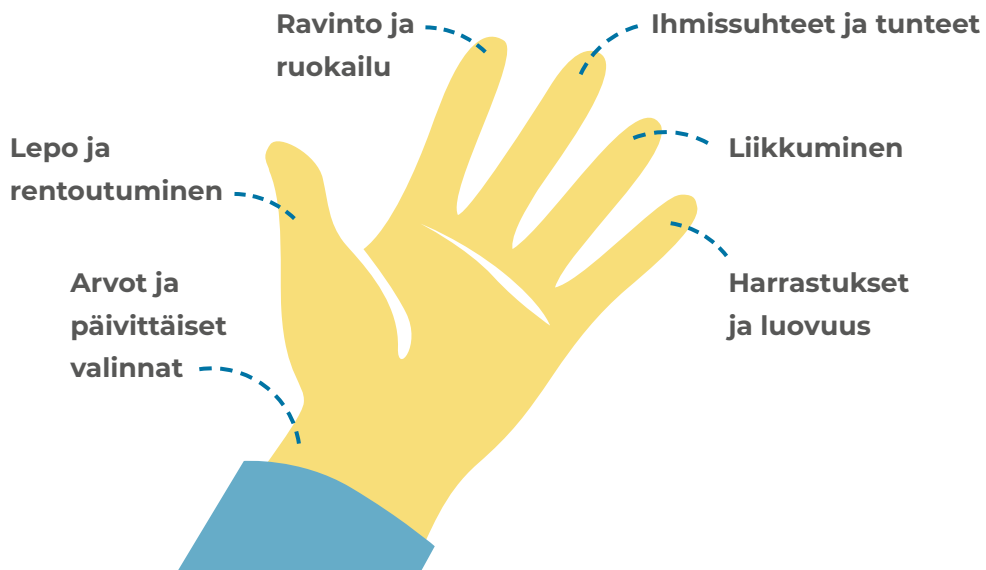 Ravinto ja
ruokailu
Ihmissuhteet ja tunteet
Lepo ja
rentoutuminen
Liikkuminen
Arvot ja
päivittäiset
valinnat
Harrastukset
ja luovuus